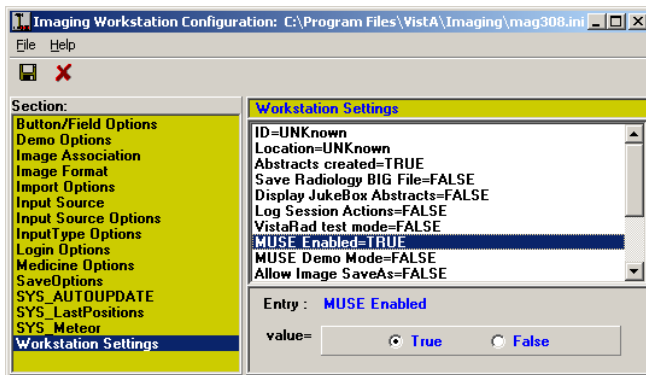 Imaging Workstation Configuration: C:\Program Files\VistA\Imaging\mag308.ini
File Help
Section:
Button/Field Options
Demo Options
Image Association
Image Format
Import Options
Input Source
Input Source Options
InputType Options
Login Options
Medicine Options
SaveOptions
SYS_AUTOUPDATE
SYS_LastPositions
SYS_Meteor
Workstation Settings
Workstation Settings
ID=UNKnown
Location=UNKnown
Abstracts created=TRUE
Save Radiology BIG File=FALSE
Display JukeBox Abstracts=FALSE
Log Session Actions=FALSE
VistaRad test mode=FALSE
MUSE Enabled=TRUE
MUSE Demo Mode=FALSE
Allow Image SaveAs=FALSE
Entry : MUSE Enabled
value= True False